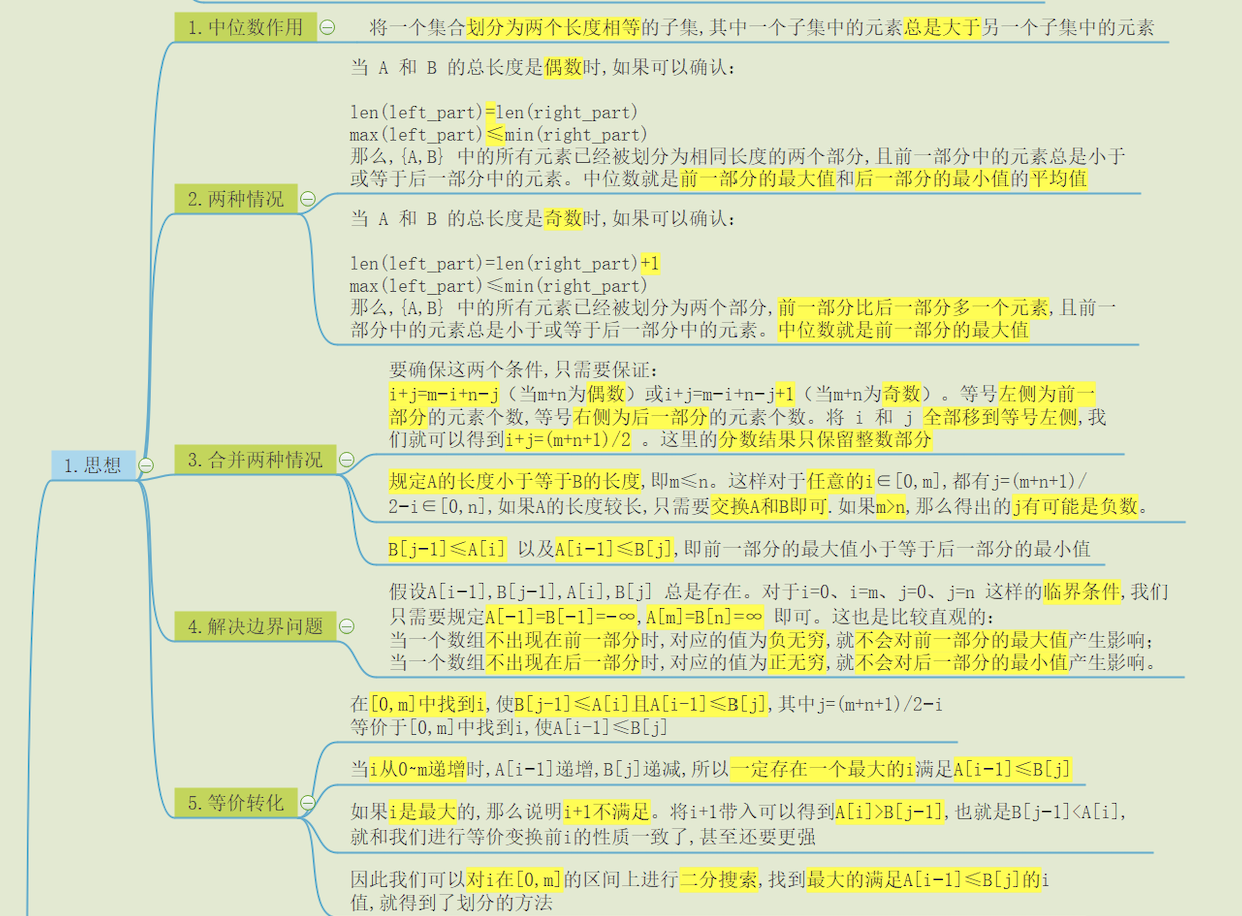 1.中位数作用
将一个集合划分为两个长度相等的子集,其中一个子集中的元素总是大于另一个子集中的元素
当 A 和 B 的总长度是偶数时,如果可以确认:
len(left_part)=len(right_part)
max(left_part)≤min(right_part)
那么,{A,B} 中的所有元素已经被划分为相同长度的两个部分,且前一部分中的元素总是小于
或等于后一部分中的元素。中位数就是前一部分的最大值和后一部分的最小值的平均值
2.两种情况
当 A 和 B 的总长度是奇数时,如果可以确认:
len(left_part)=len(right_part)+1
max(left_part)≤min(right_part)
那么,{A,B} 中的所有元素已经被划分为两个部分,前一部分比后一部分多一个元素,且前一
部分中的元素总是小于或等于后一部分中的元素。中位数就是前一部分的最大值
要确保这两个条件,只需要保证:
i+j=m-i+n-j（当m+n为偶数）或i+j=m-i+n-j+1（当m+n为奇数）。等号左侧为前一
部分的元素个数,等号右侧为后一部分的元素个数。将 i 和 j 全部移到等号左侧,我
们就可以得到i+j=(m+n+1)/2 。这里的分数结果只保留整数部分
1.思想
3.合并两种情况
规定A的长度小于等于B的长度,即m≤n。这样对于任意的i∈[0,m],都有j=(m+n+1)/
2-i∈[0,n],如果A的长度较长,只需要交换A和B即可.如果m>n,那么得出的j有可能是负数。
B[j-1]≤A[i] 以及A[i-1]≤B[j],即前一部分的最大值小于等于后一部分的最小值
假设A[i-1],B[j-1],A[i],B[j] 总是存在。对于i=0、i=m、j=0、j=n 这样的临界条件,我们
只需要规定A[-1]=B[-1]=-∞,A[m]=B[n]=∞ 即可。这也是比较直观的:
4.解决边界问题
当一个数组不出现在前一部分时,对应的值为负无穷,就不会对前一部分的最大值产生影响;
当一个数组不出现在后一部分时,对应的值为正无穷,就不会对后一部分的最小值产生影响。
在[0,m]中找到i,使B[j-1]≤A[i]且A[i-1]≤B[j],其中j=(m+n+1)/2-i
等价于[0,m]中找到i,使A[i-1]≤B[j]
当i从0~m递增时,A[i-1]递增,B[j]递减,所以一定存在一个最大的i满足A[i-1]≤B[j]
5.等价转化
如果i是最大的,那么说明i+1不满足。将i+1带入可以得到A[i]>B[j-1],也就是B[j-1]<A[i],
就和我们进行等价变换前i的性质一致了,甚至还要更强
因此我们可以对i在[0,m]的区间上进行二分搜索,找到最大的满足A[i-1]≤B[j]的i
值,就得到了划分的方法